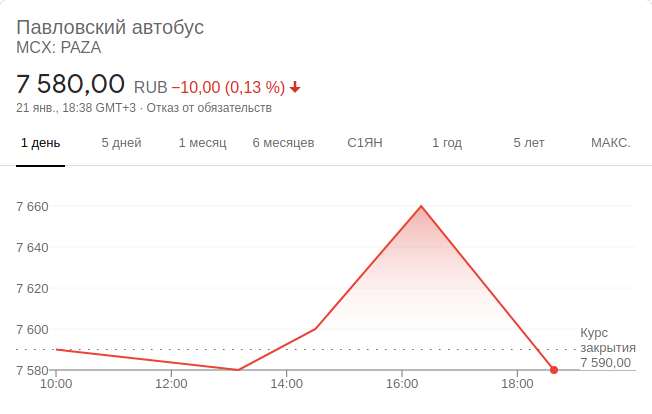 Павловский автобус
MCX: PAZA
7 580,00 RUB −10,00 (0,13 %)
21 янв., 18:38 GMT+3 · Отказ от обязательств
1 день 5 дней 1 месяц 6 месяцев С1ЯН 1 год 5 лет МАКС.
7 660
7 640
7 620
7 600
7 580
Курс
закрытия
7 590,00
10:00 12:00 14:00 16:00 18:00